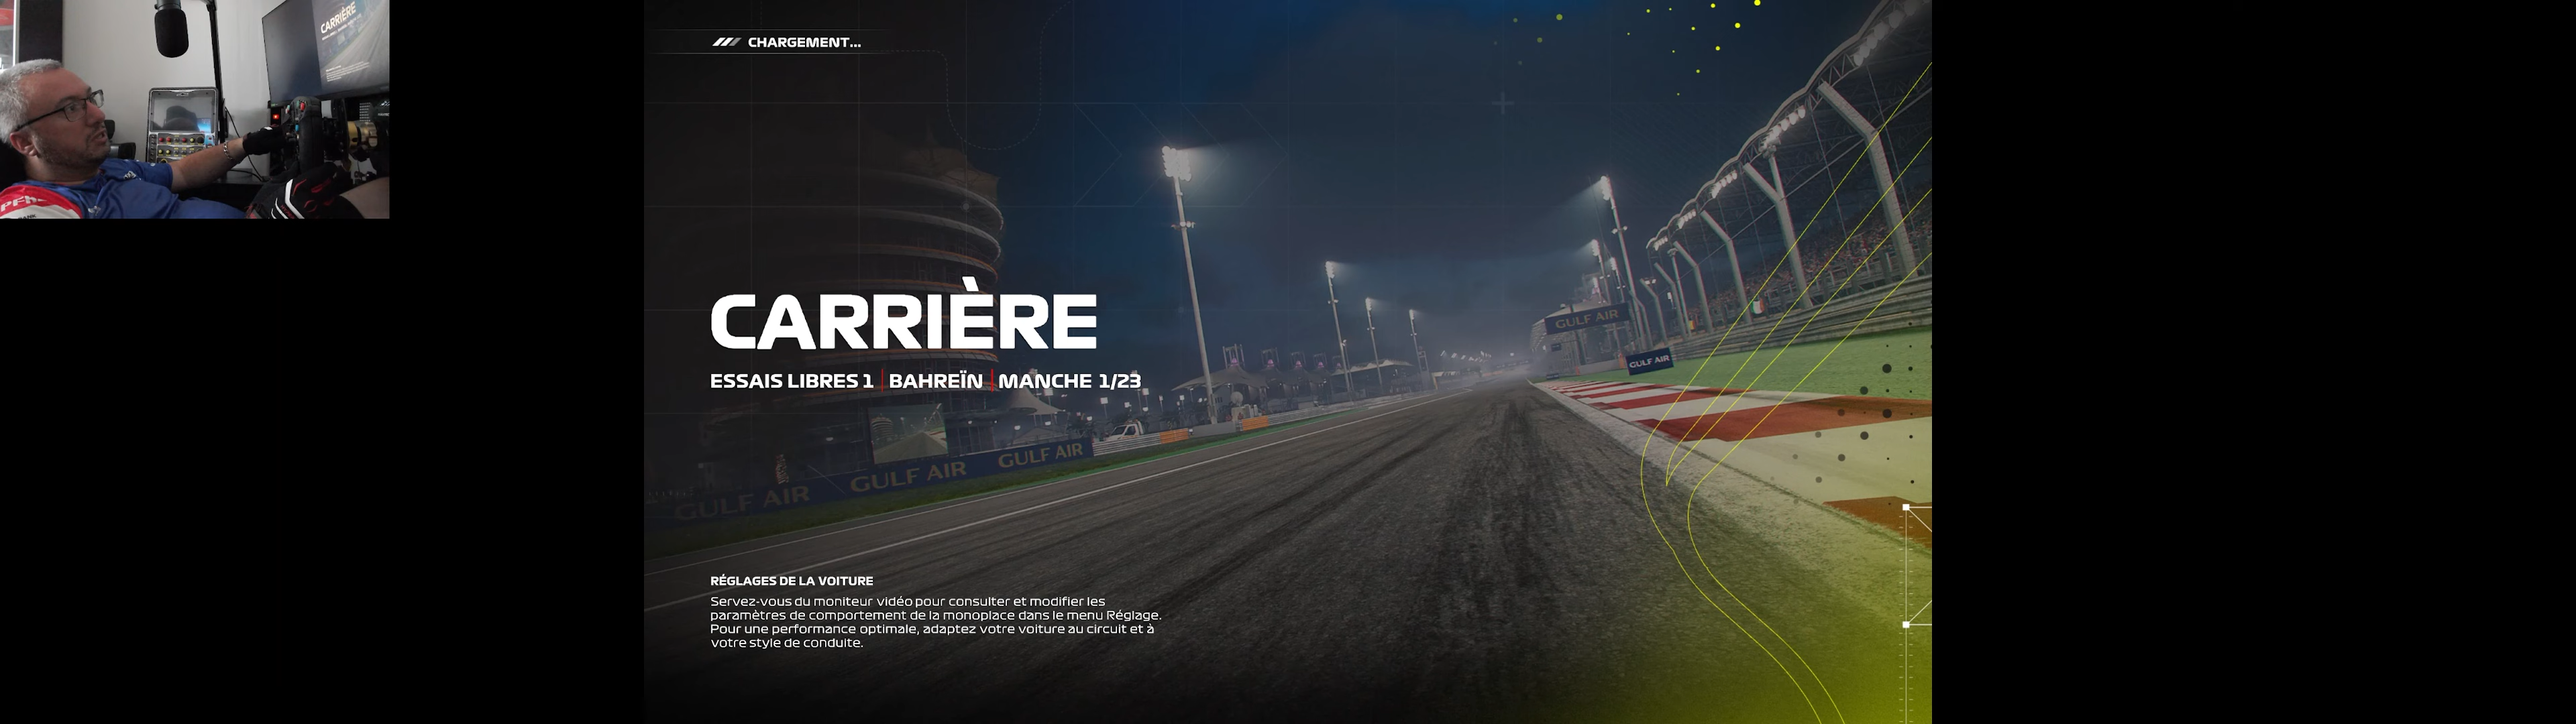 CHARGEMENT...
CARRIÈRE
CARRIÈRE
ESSAIS LIBRES 1 | BAHREÏN | MANCHE 1/23
GULF AIR
GULF AIR
GULF AIR
GULF AIR
GULF AIR
RÉGLAGES DE LA VOITURE
Servez-vous du moniteur vidéo pour consulter et modifier les
paramètres de comportement de la monoplace dans le menu Réglage.
Pour une performance optimale, adaptez votre voiture au circuit et à
votre style de conduite.